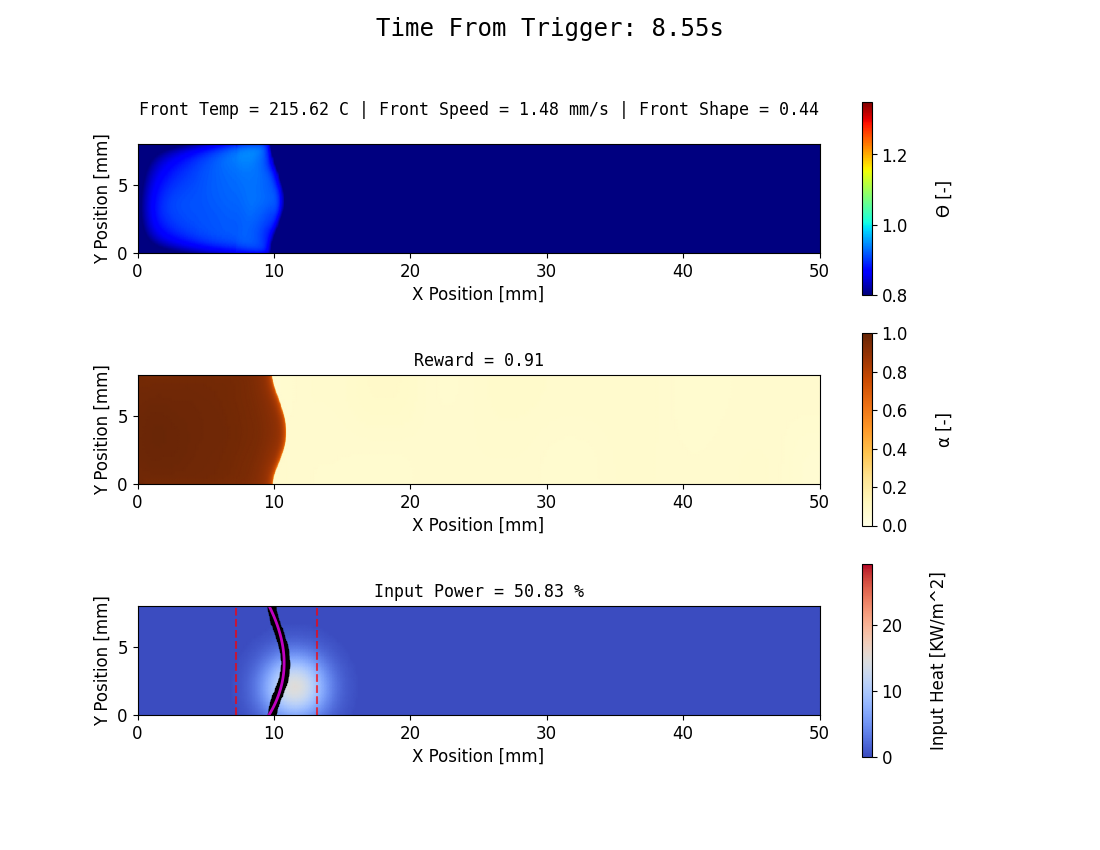 Time From Trigger: 8.55s
Front Temp = 215.62 C | Front Speed = 1.48 mm/s | Front Shape = 0.44
Y Position [mm]
5
0
0 10 20 30 40 50
X Position [mm]
1.2
1.0
0.8
Θ [-]
Reward = 0.91
Y Position [mm]
5
0
0 10 20 30 40 50
X Position [mm]
1.0
0.8
0.6
0.4
0.2
0.0
α [-]
Input Power = 50.83 %
Y Position [mm]
5
0
0 10 20 30 40 50
X Position [mm]
20
10
0
Input Heat [KW/m^2]